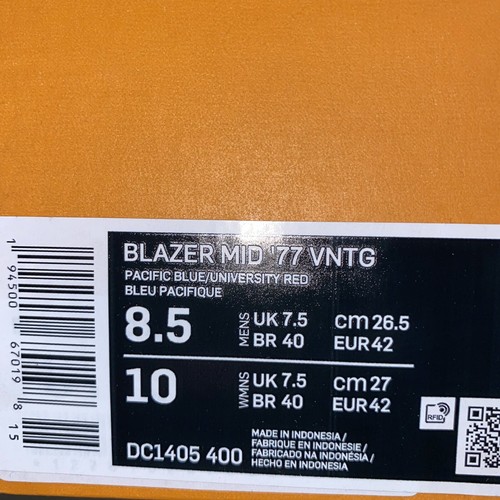 BLAZER MID '77 VNTG
PACIFIC BLUE/UNIVERSITY RED
BLEU PACIFIQUE
8.5 MENS UK 7.5 cm 26.5
BR 40 EUR 42
10 WMNS UK 7.5 cm 27
BR 40 EUR 42
DC1405 400
MADE IN INDONESIA /
FABRIQUE EN INDONESIE /
FABRICADO NA INDONÉSIA /
HECHO EN INDONESIA
RFID
1 94500 67019 8 15